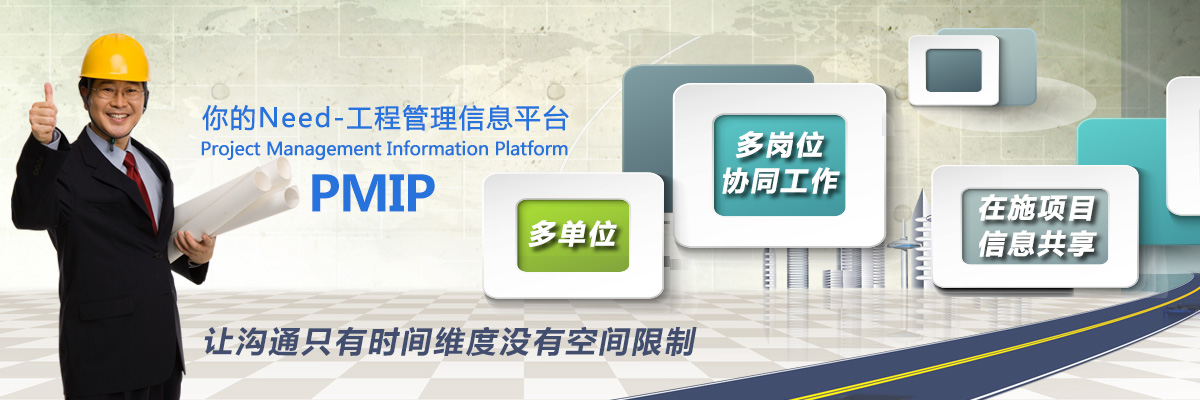 你的Need-工程管理信息平台
Project Management Information Platform
PMIP
多单位
多岗位
协同工作
在施项目
信息共享
让沟通只有时间维度没有空间限制